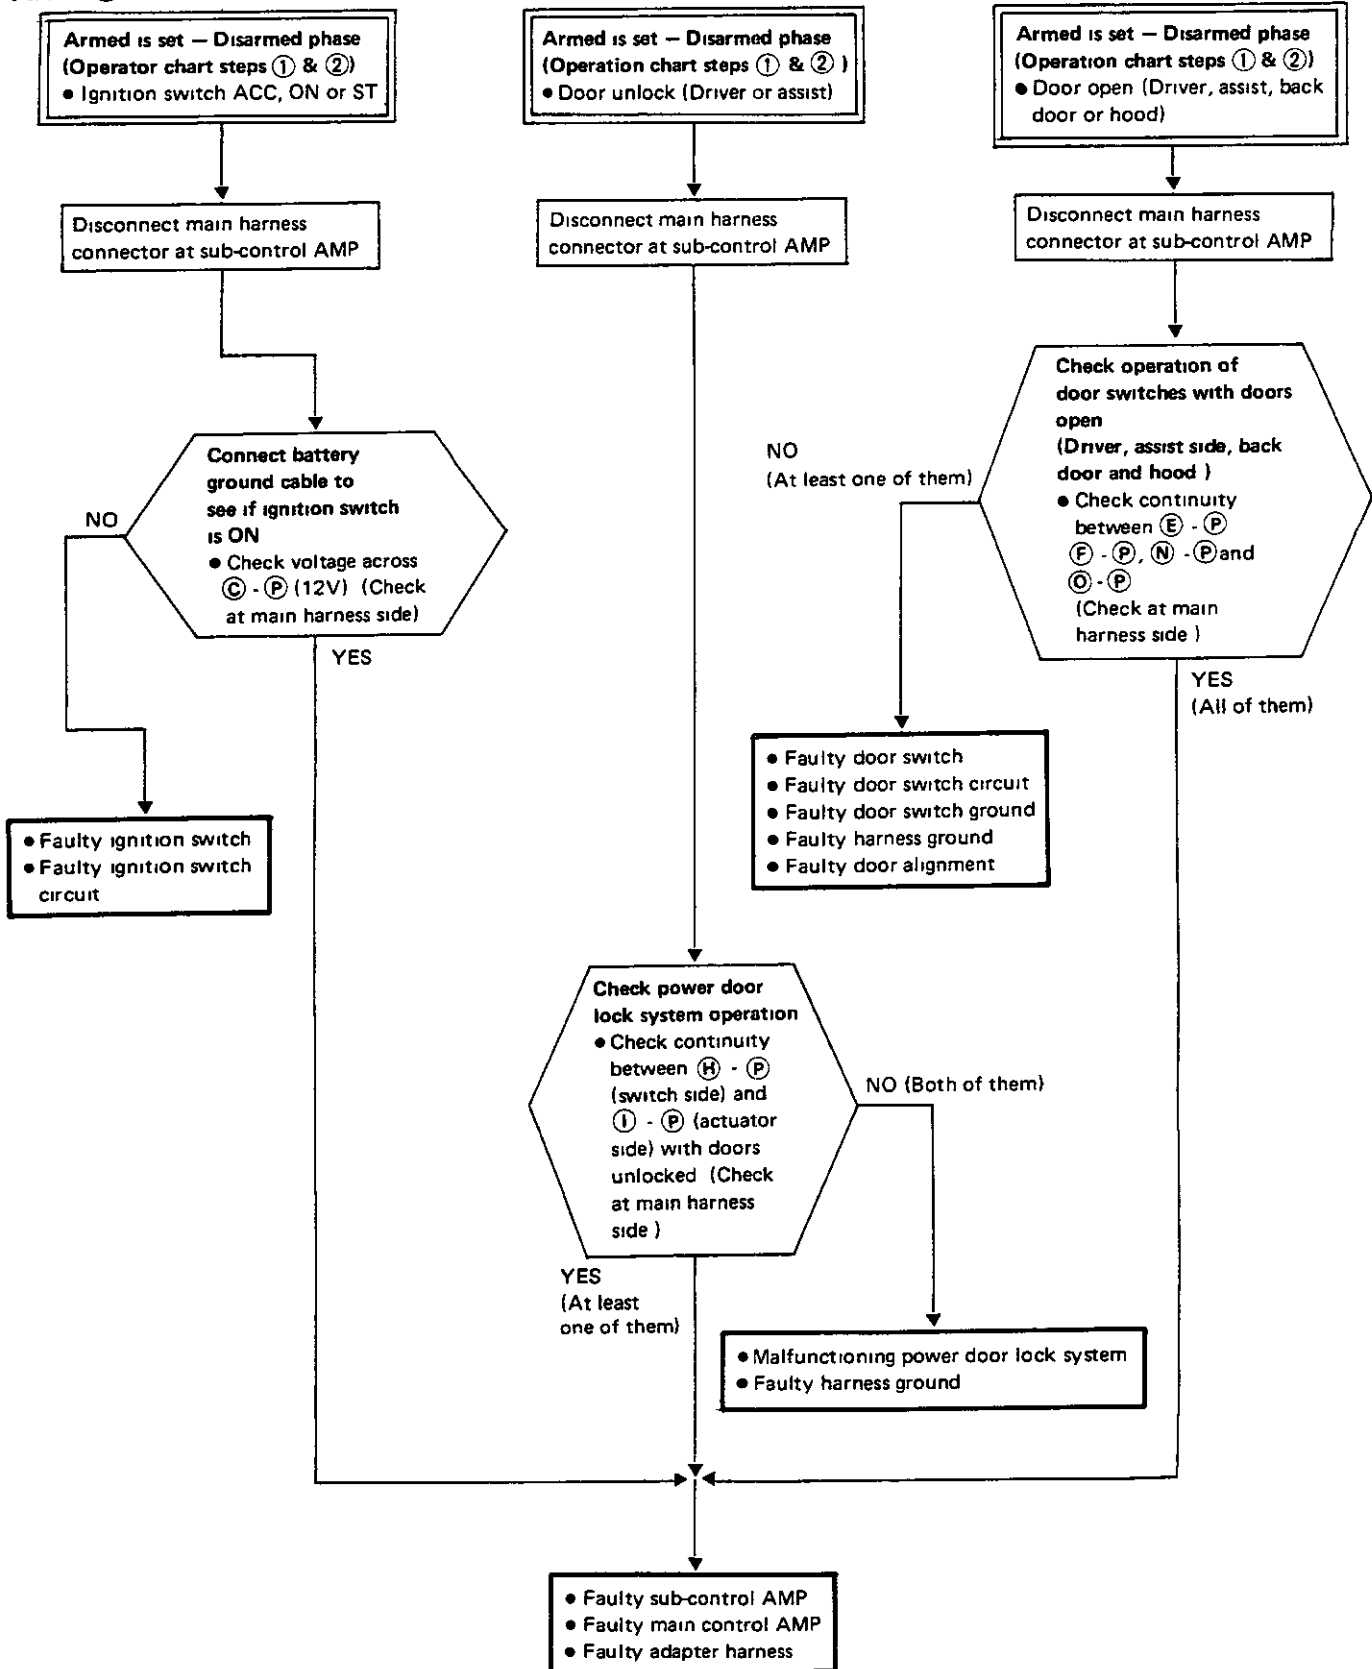 Armed is set — Disarmed phase
(Operator chart steps ① & ②)
● Ignition switch ACC, ON or ST
Disconnect main harness
connector at sub-control AMP
Connect battery
ground cable to
see if ignition switch
is ON
● Check voltage across
Ⓒ - Ⓟ (12V) (Check
at main harness side)
NO
YES
● Faulty ignition switch
● Faulty ignition switch
circuit
Armed is set — Disarmed phase
(Operation chart steps ① & ② )
● Door unlock (Driver or assist)
Disconnect main harness
connector at sub-control AMP
Check power door
lock system operation
● Check continuity
between Ⓗ - Ⓟ
(switch side) and
Ⓘ - Ⓟ (actuator
side) with doors
unlocked (Check
at main harness
side )
NO (Both of them)
YES
(At least
one of them)
● Malfunctioning power door lock system
● Faulty harness ground
Armed is set — Disarmed phase
(Operation chart steps ① & ②)
● Door open (Driver, assist, back
door or hood)
Disconnect main harness
connector at sub-control AMP
Check operation of
door switches with doors
open
(Driver, assist side, back
door and hood )
● Check continuity
between Ⓔ - Ⓟ
Ⓕ - Ⓟ, Ⓝ - Ⓟ and
Ⓞ - Ⓟ
(Check at main
harness side )
NO
(At least one of them)
YES
(All of them)
● Faulty door switch
● Faulty door switch circuit
● Faulty door switch ground
● Faulty harness ground
● Faulty door alignment
● Faulty sub-control AMP
● Faulty main control AMP
● Faulty adapter harness